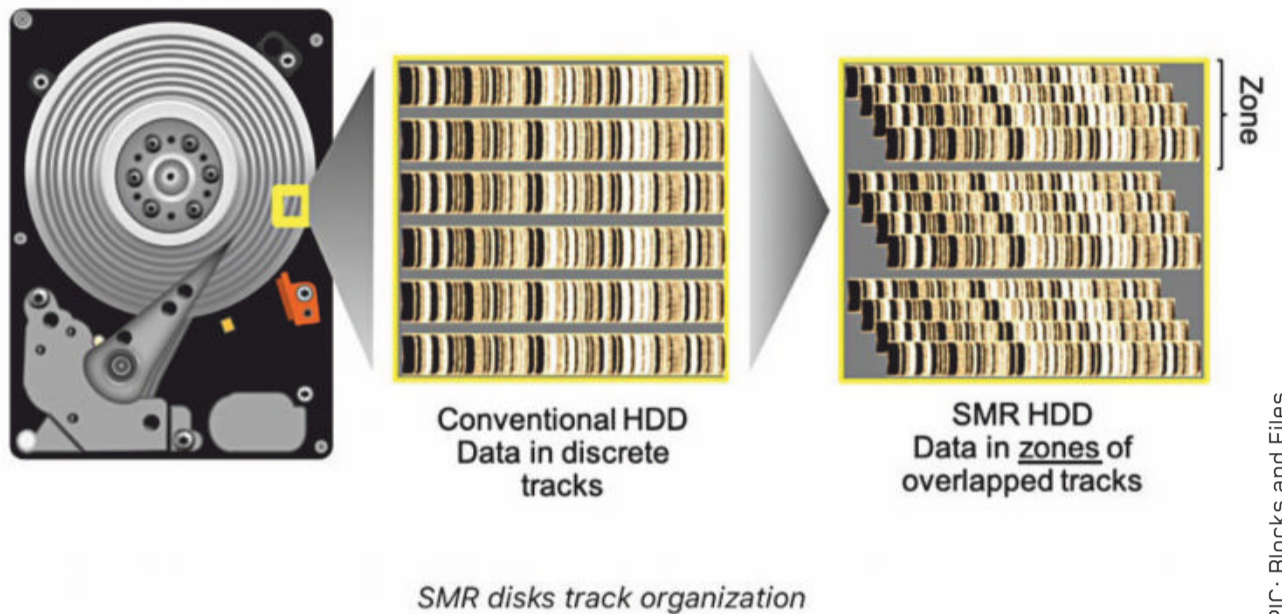 Zone
Conventional HDD
Data in discrete
tracks
SMR HDD
Data in zones of
overlapped tracks
SMR disks track organization
PIC: Blocks and Files